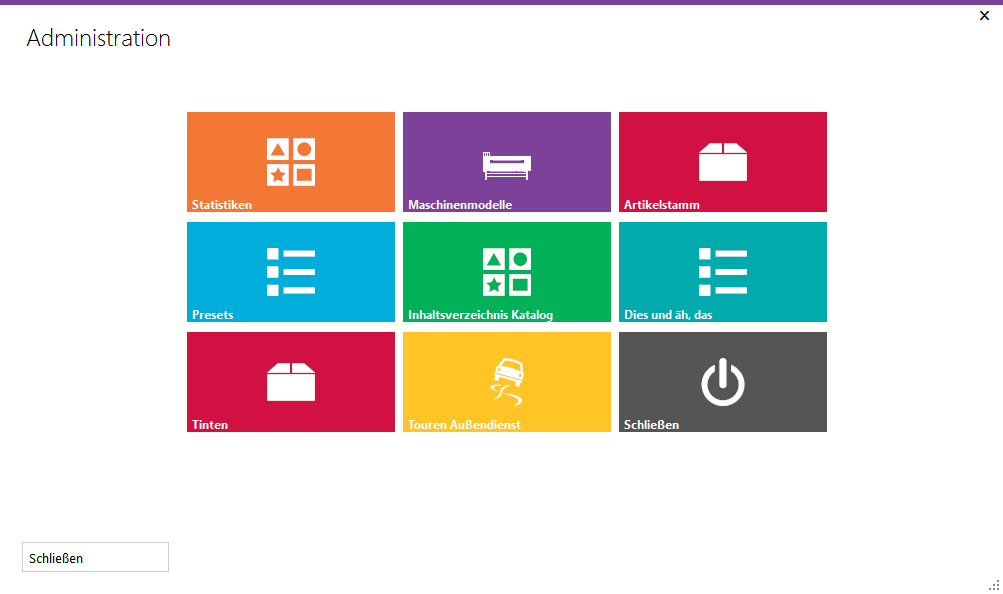 Administration
Statistiken
Maschinenmodelle
Artikelstamm
Presets
Inhaltsverzeichnis Katalog
Dies und äh, das
Tinten
Touren Außendienst
Schließen
Schließen